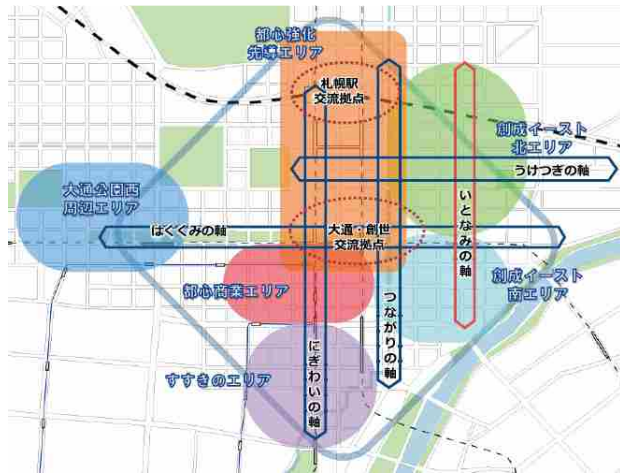 都心強化
先導エリア
札幌駅
交流拠点
創成イースト
北エリア
うけつぎの軸
大通公園西
周辺エリア
はぐくみの軸
大通・創世
交流拠点
いとなみの軸
都心商業エリア
つながりの軸
創成イースト
南エリア
にぎわいの軸
すすきのエリア